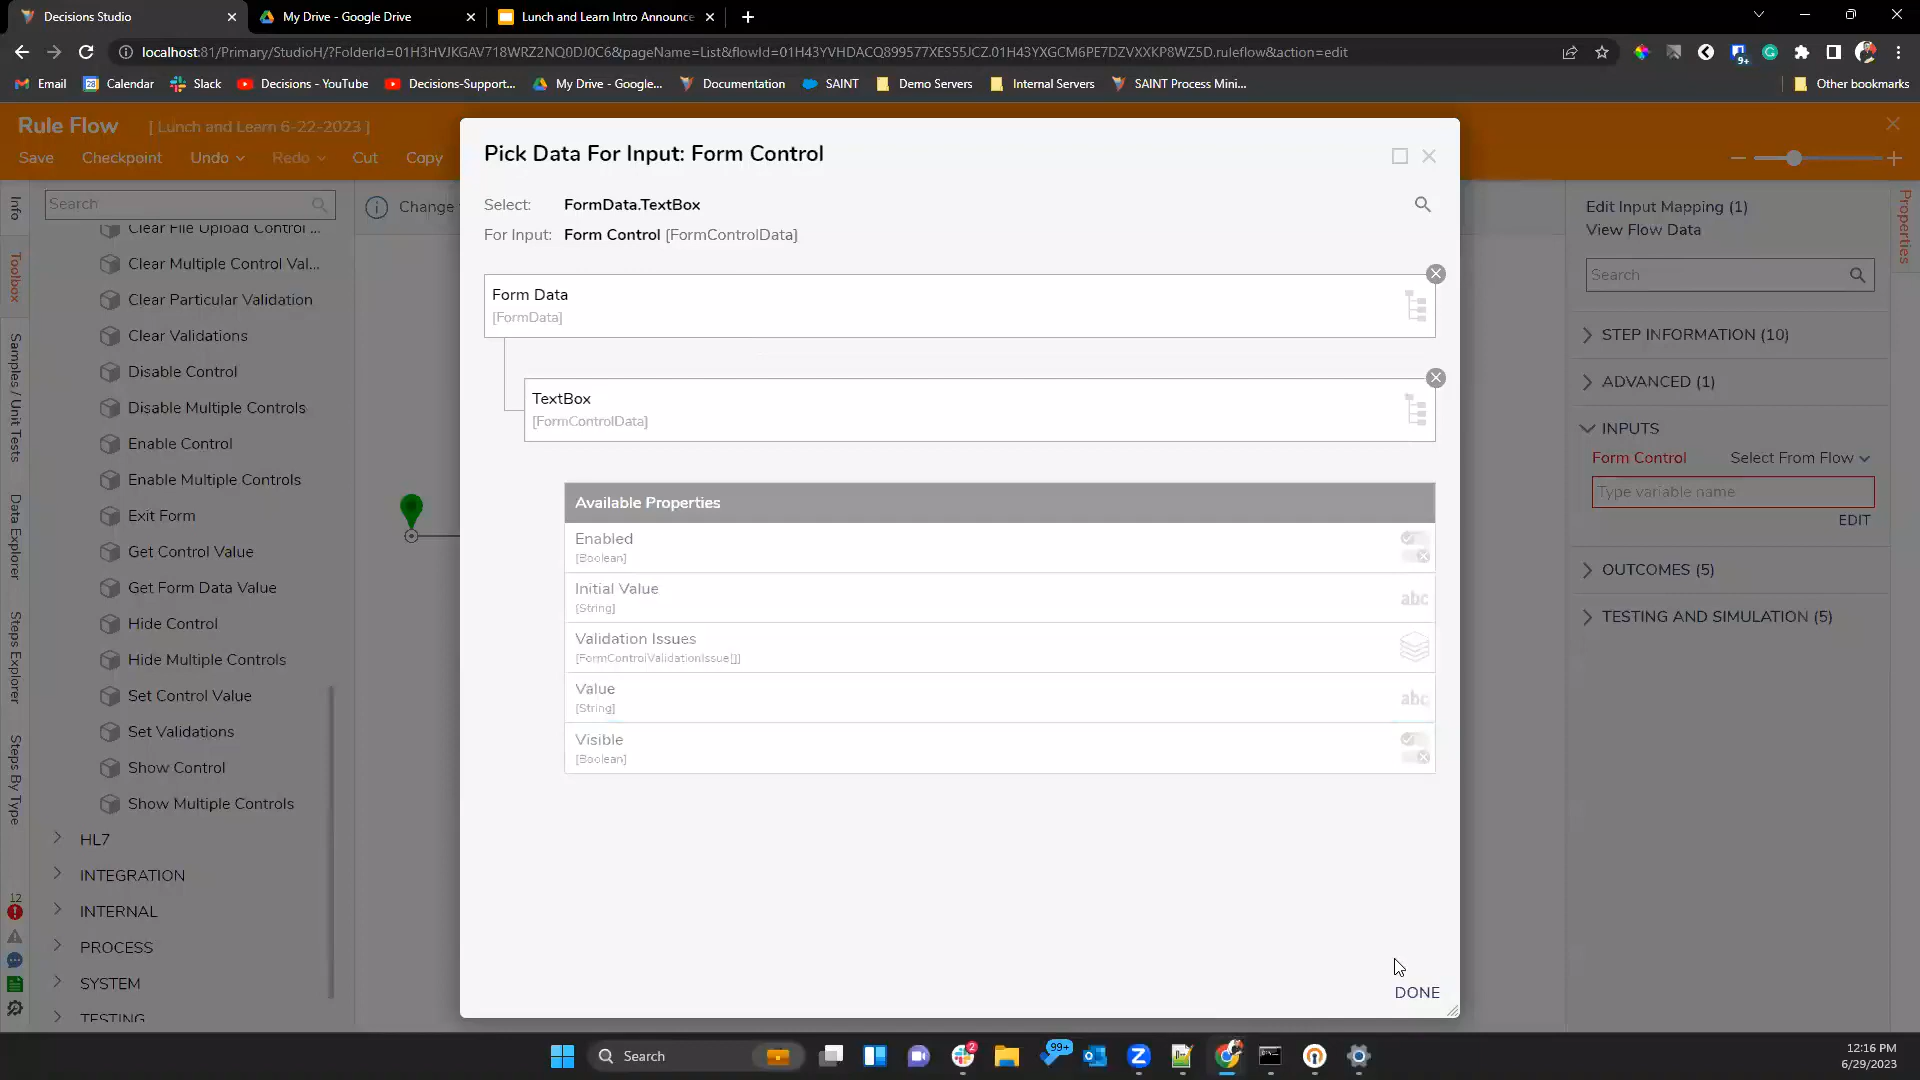 Decisions Studio
My Drive - Google Drive
Lunch and Learn Intro Announce
localhost:81/Primary/StudioH/?FolderId=01H3HVJKGAV718WRZ2NQ0DJ0C6&pageName=List&flowId=01H43YVHDACQ899577XES55JCZ.01H43YXGCM6PE7DZVXXKP8WZ5D.ruleflow&action=edit
9+
Email
Calendar
Slack
Decisions - YouTube
Decisions-Support...
My Drive - Google...
Documentation
SAINT
Demo Servers
Internal Servers
SAINT Process Mini...
Other bookmarks
Rule Flow
[ Lunch and Learn 6-22-2023 ]
Save
Checkpoint
Undo
Redo
Cut
Copy
Info
Toolbox
Samples / Unit Tests
Data Explorer
Steps Explorer
Steps By Type
12
Search
Clear File Upload Control ...
Clear Multiple Control Val...
Clear Particular Validation
Clear Validations
Disable Control
Disable Multiple Controls
Enable Control
Enable Multiple Controls
Exit Form
Get Control Value
Get Form Data Value
Hide Control
Hide Multiple Controls
Set Control Value
Set Validations
Show Control
Show Multiple Controls
HL7
INTEGRATION
INTERNAL
PROCESS
SYSTEM
TESTING
Change
Pick Data For Input: Form Control
Select: FormData.TextBox
For Input: Form Control [FormControlData]
Form Data
[FormData]
TextBox
[FormControlData]
Available Properties
Enabled
[Boolean]
Initial Value
[String]
abc
Validation Issues
[FormControlValidationIssue[]]
Value
[String]
abc
Visible
[Boolean]
DONE
Edit Input Mapping (1)
View Flow Data
Search
STEP INFORMATION (10)
ADVANCED (1)
INPUTS
Form Control
Select From Flow
Type variable name
EDIT
OUTCOMES (5)
TESTING AND SIMULATION (5)
Properties
Search
2
99+
12:16 PM
6/29/2023